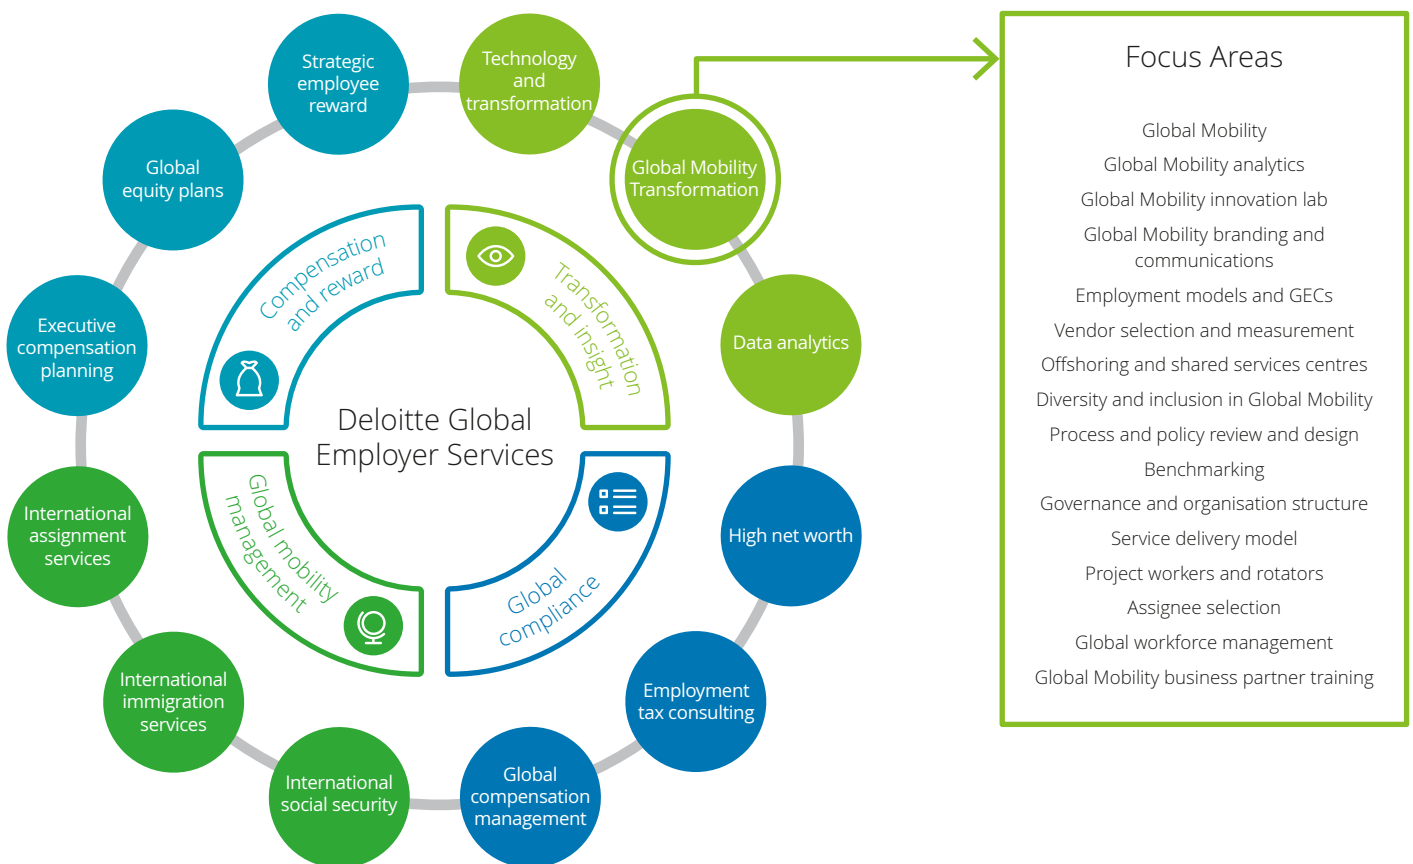 Strategic
employee
reward
Technology
and
transformation
Global Mobility
Transformation
Data analytics
High net worth
Employment
tax consulting
Global
compensation
management
International
social security
International
immigration
services
International
assignment
services
Executive
compensation
planning
Global
equity plans
Compensation
and reward
Transformation
and insight
Global mobility
management
Global
compliance
Deloitte Global
Employer Services
Focus Areas
Global Mobility
Global Mobility analytics
Global Mobility innovation lab
Global Mobility branding and
communications
Employment models and GECs
Vendor selection and measurement
Offshoring and shared services centres
Diversity and inclusion in Global Mobility
Process and policy review and design
Benchmarking
Governance and organisation structure
Service delivery model
Project workers and rotators
Assignee selection
Global workforce management
Global Mobility business partner training